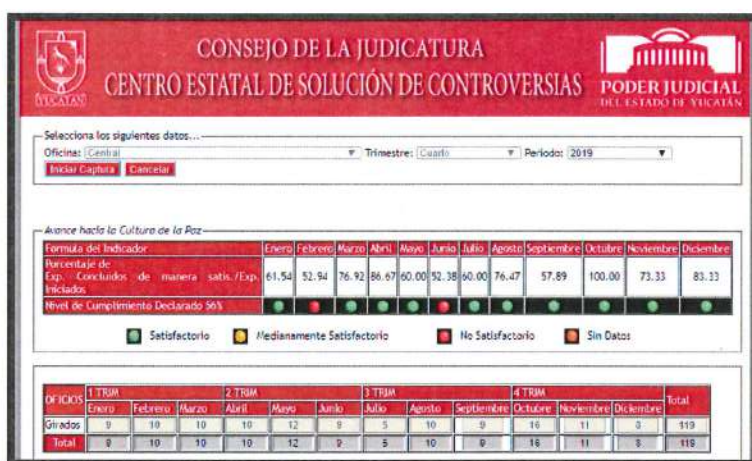 CONSEJO DE LA JUDICATURA
CENTRO ESTATAL DE SOLUCIÓN DE CONTROVERSIAS
YUCATAN
PODER JUDICIAL
DEL ESTADO DE YUCATÁN
Selecciona los siguientes datos...
Oficina: Central Trimestre: Cuarto Periodo: 2019
Iniciar Captura Cancelar
Avance hacía la Cultura de la Paz
Formula del Indicador Enero Febrero Marzo Abril Mayo Junio Julio Agosto Septiembre Octubre Noviembre Diciembre
Porcentaje de
Exp. Concluidos de manera satis./Exp. 61.54 52.94 76.92 86.67 60.00 52.38 60.00 76.47 57.89 100.00 73.33 83.33
Iniciados
Nivel de Cumplimiento Declarado 56%
Satisfactorio Medianamente Satisfactorio No Satisfactorio Sin Datos
OFICIOS 1 TRIM 2 TRIM 3 TRIM 4 TRIM Total
Enero Febrero Marzo Abril Mayo Junio Julio Agosto Septiembre Octubre Noviembre Diciembre
Girados 9 10 10 10 12 9 5 10 9 16 11 8 119
Total 9 10 10 10 12 9 5 10 9 16 11 8 119